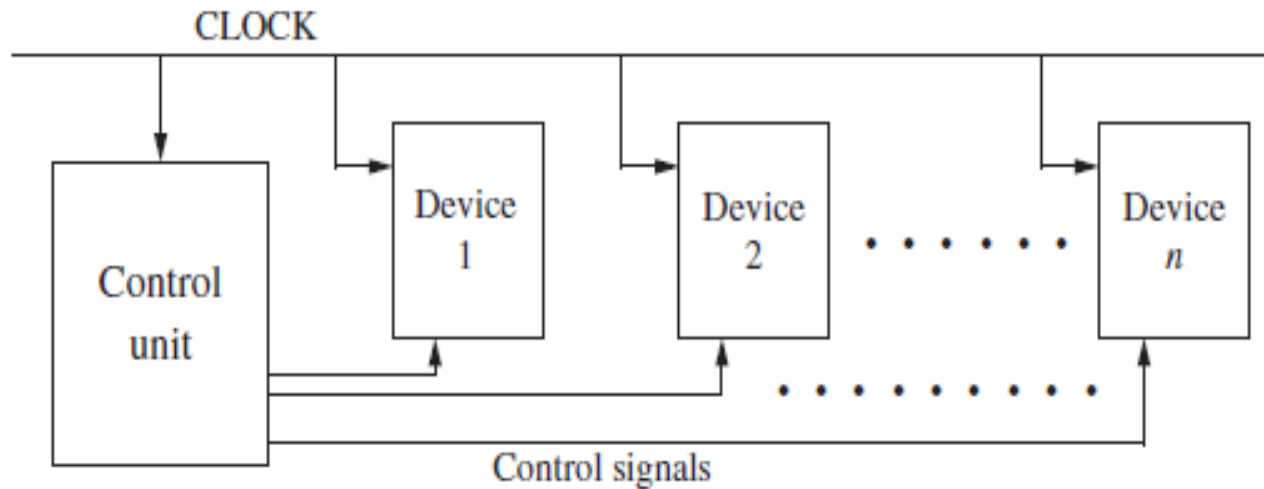 CLOCK
Device
1
Device
2
Device
n
Control
unit
Control signals